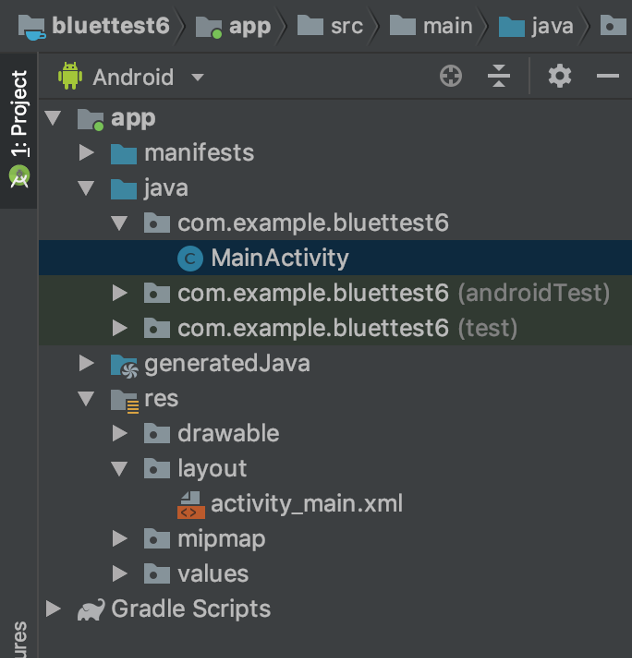 bluettest6 app src main java
1: Project
Android
app
manifests
java
com.example.bluettest6
C MainActivity
com.example.bluettest6 (androidTest)
com.example.bluettest6 (test)
generatedJava
res
drawable
layout
<> activity_main.xml
mipmap
values
Gradle Scripts